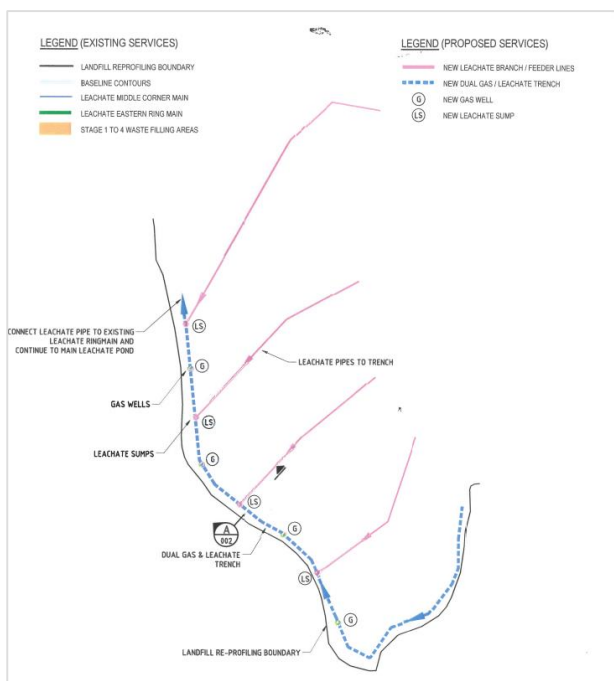 LEGEND (EXISTING SERVICES)
LANDFILL REPROFILING BOUNDARY
BASELINE CONTOURS
LEACHATE MIDDLE CORNER MAIN
LEACHATE EASTERN RING MAIN
STAGE 1 TO 4 WASTE FILLING AREAS
LEGEND (PROPOSED SERVICES)
NEW LEACHATE BRANCH / FEEDER LINES
NEW DUAL GAS / LEACHATE TRENCH
G NEW GAS WELL
LS NEW LEACHATE SUMP
CONNECT LEACHATE PIPE TO EXISTING
LEACHATE RINGMAIN AND
CONTINUE TO MAIN LEACHATE POND
LS
G
LEACHATE PIPES TO TRENCH
GAS WELLS
LS
LEACHATE SUMPS
G
LS
A
002
G
DUAL GAS & LEACHATE
TRENCH
LS
G
LANDFILL RE-PROFILING BOUNDARY